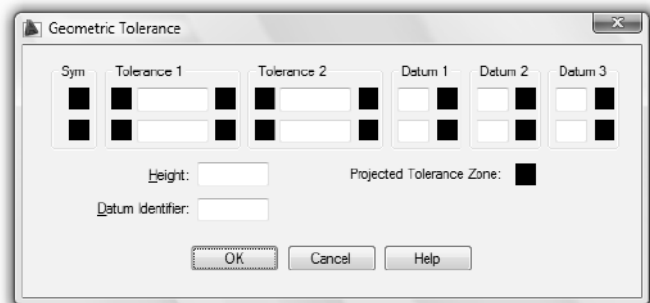 Geometric Tolerance
Sym Tolerance 1 Tolerance 2 Datum 1 Datum 2 Datum 3
Height: Projected Tolerance Zone:
Datum Identifier:
OK Cancel Help